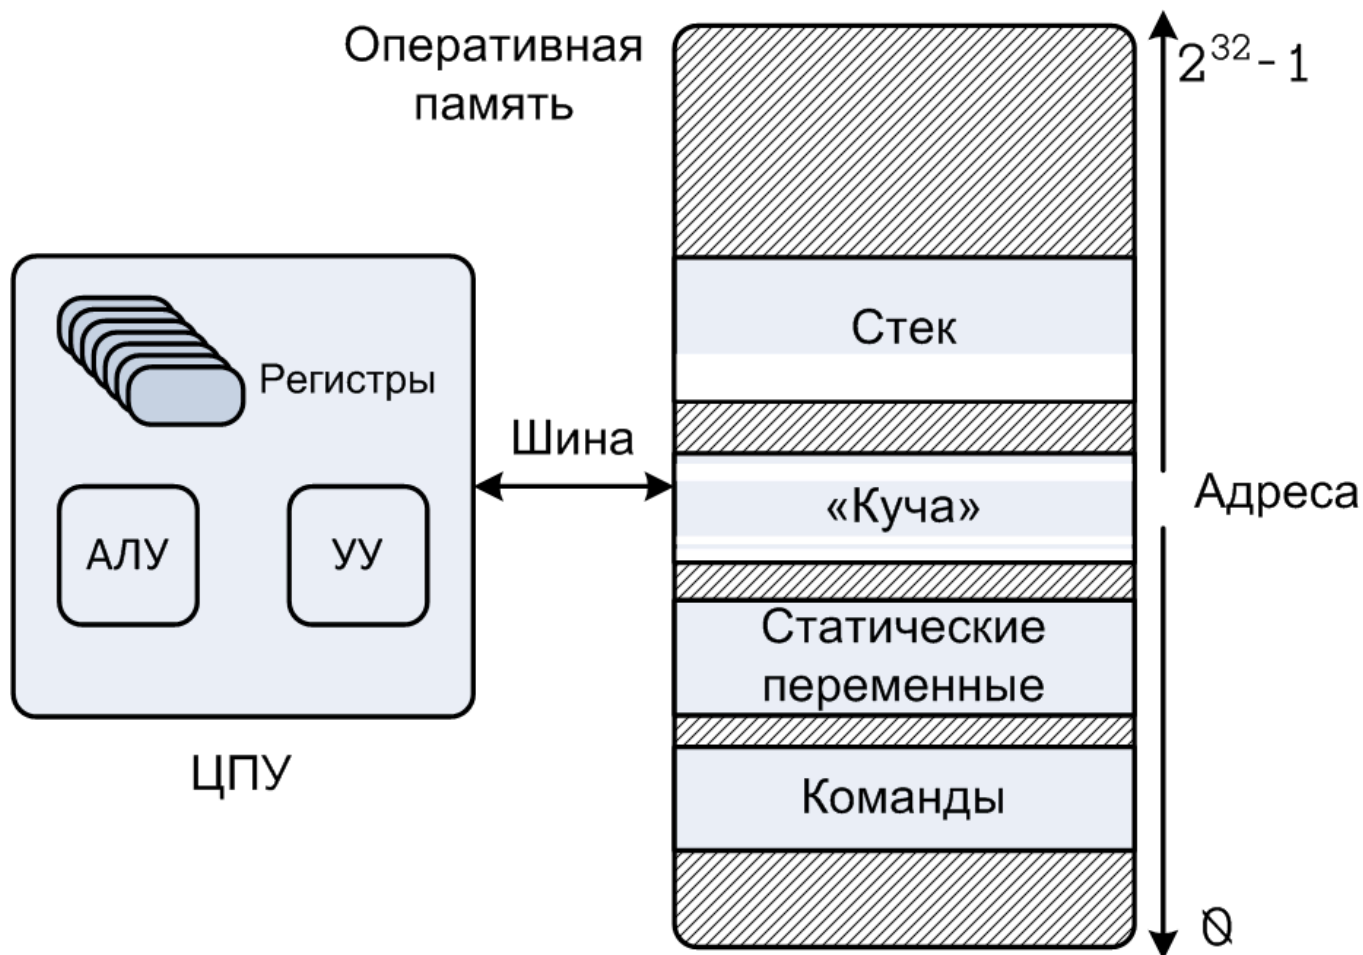 Оперативная
память
2³²-1
Стек
Регистры
Шина
«Куча»
Адреса
АЛУ
УУ
Статические
переменные
ЦПУ
Команды
0